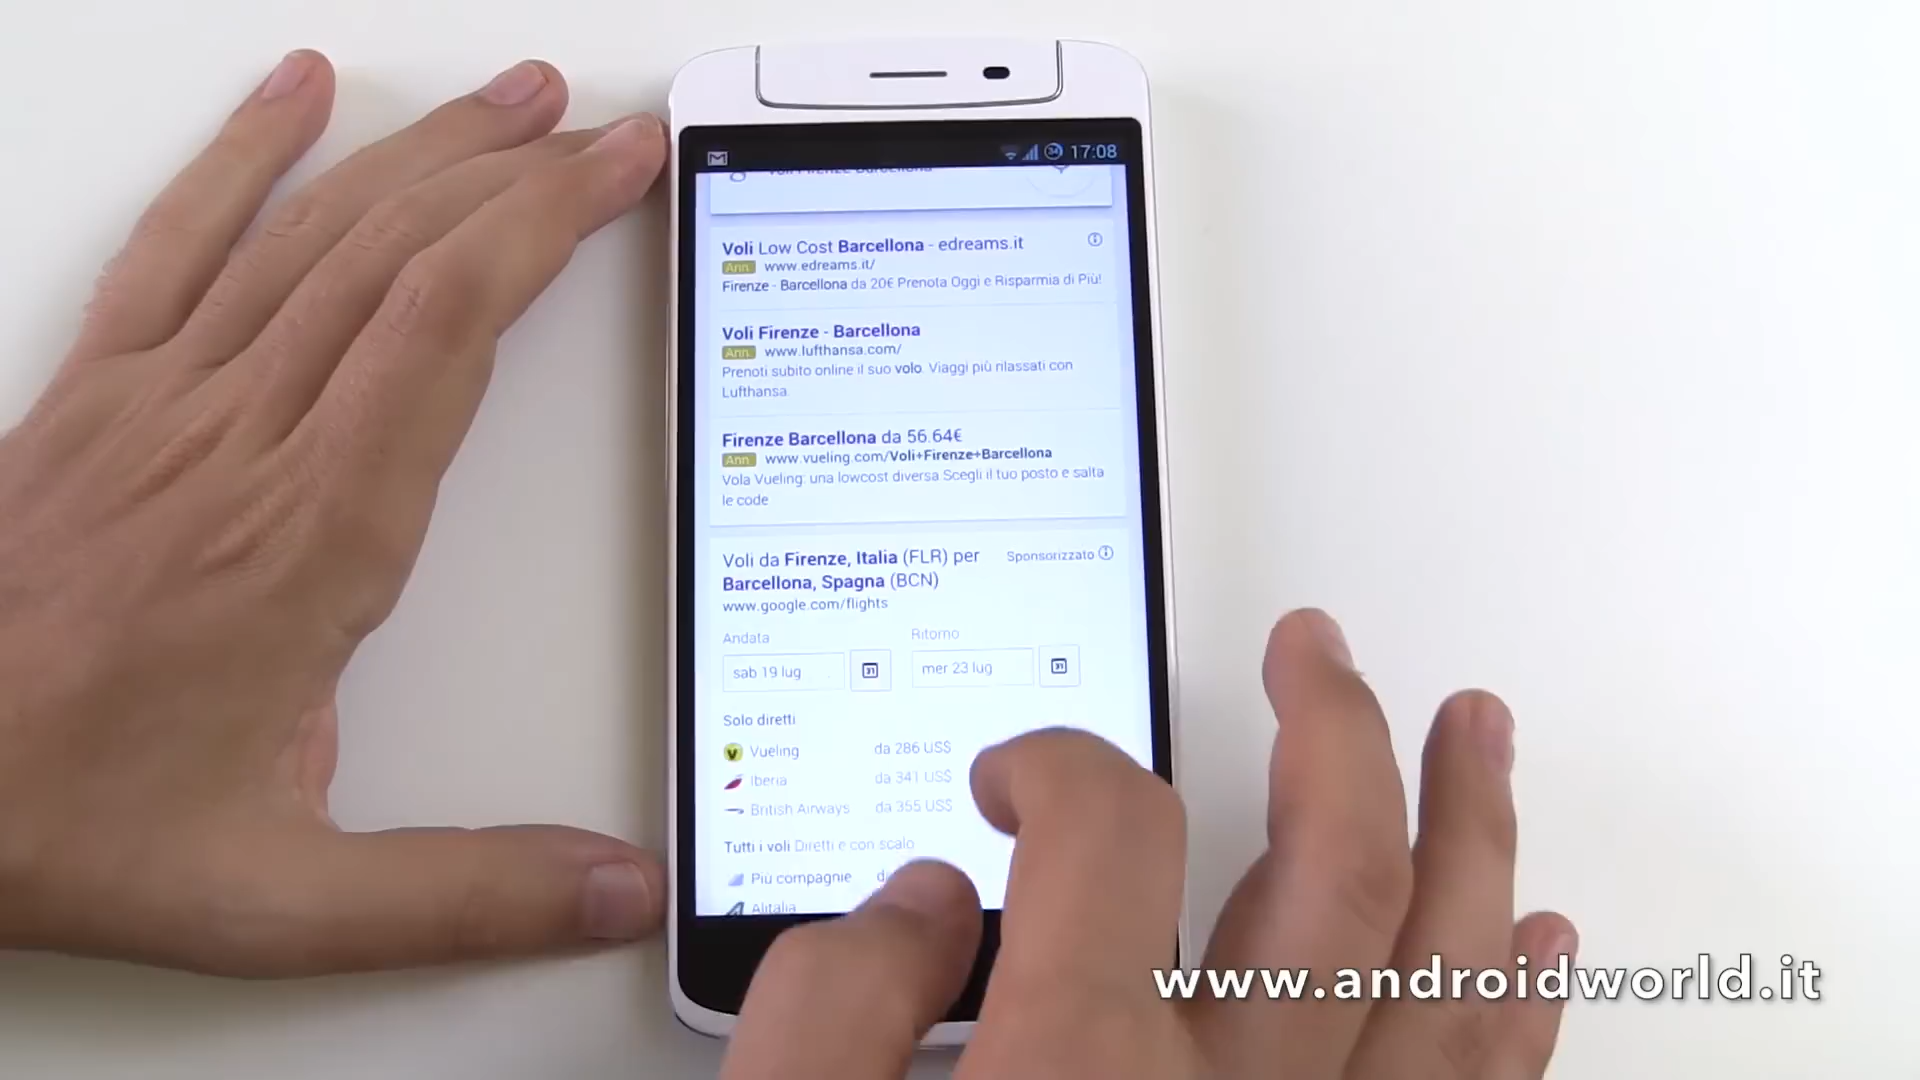 17:08
Voli Firenze Barcellona
Voli Low Cost Barcellona - edreams.it
Ann. www.edreams.it/
Firenze - Barcellona da 20€ Prenota Oggi e Risparmia di Più!
Voli Firenze - Barcellona
Ann. www.lufthansa.com/
Prenoti subito online il suo volo. Viaggi più rilassati con
Lufthansa.
Firenze Barcellona da 56.64€
Ann. www.vueling.com/Voli+Firenze+Barcellona
Vola Vueling: una lowcost diversa Scegli il tuo posto e salta
le code
Voli da Firenze, Italia (FLR) per
Sponsorizzato
Barcellona, Spagna (BCN)
www.google.com/flights
Andata
Ritorno
sab 19 lug
31
mer 23 lug
31
Solo diretti
Vueling da 286 US$
Iberia da 341 US$
British Airways da 355 US$
Tutti i voli Diretti e con scalo
Più compagnie
Alitalia
www.androidworld.it